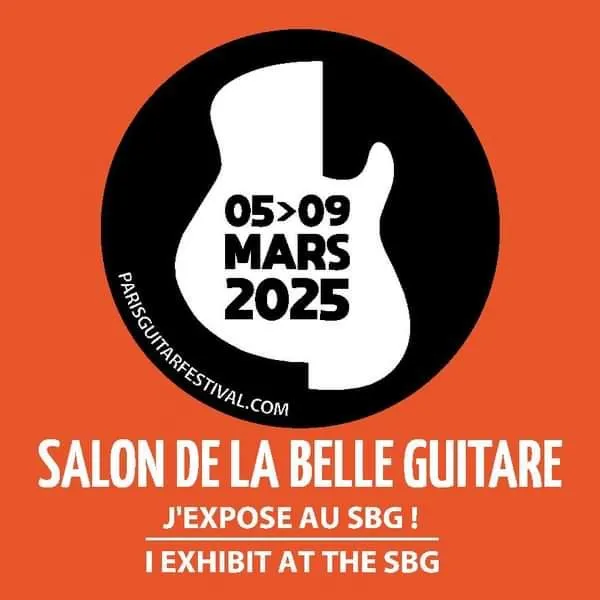 05>09
MARS
2025
PARISGUITARFESTIVAL.COM
SALON DE LA BELLE GUITARE
J'EXPOSE AU SBG !
I EXHIBIT AT THE SBG